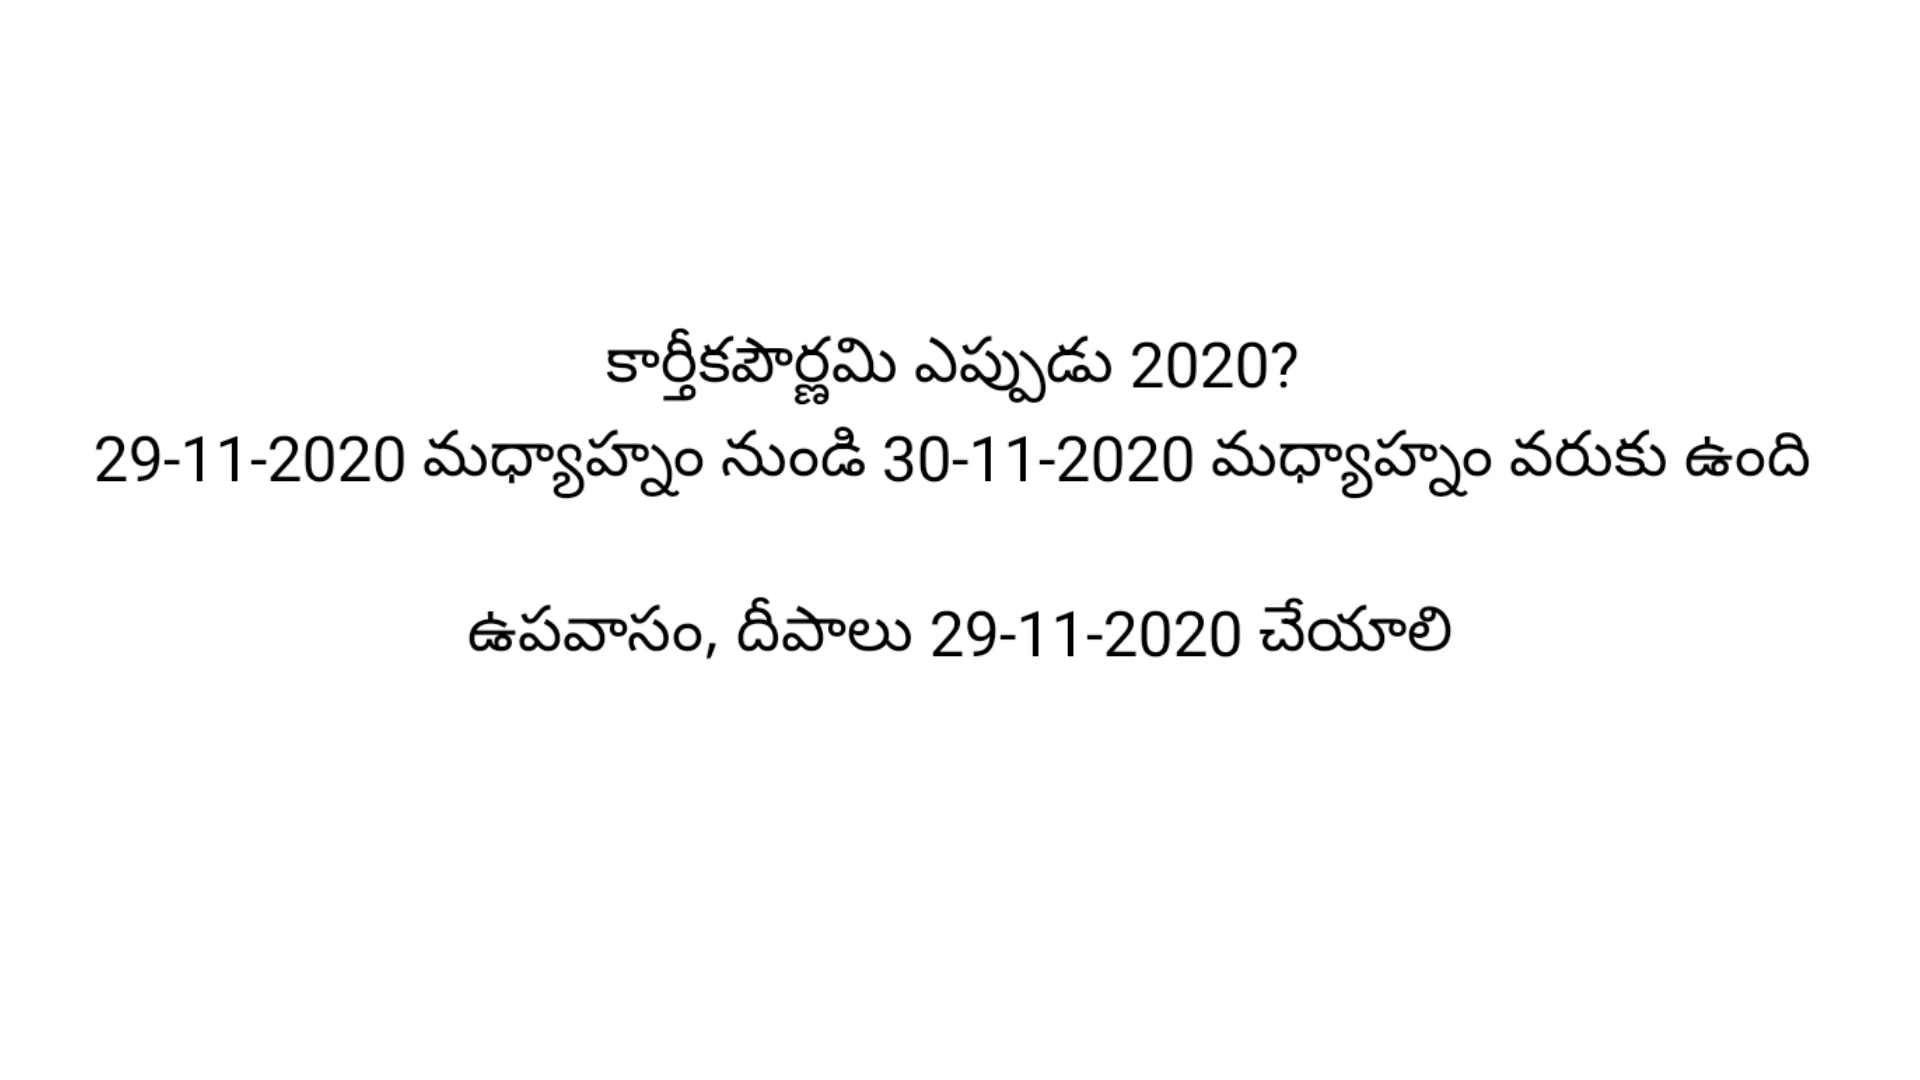 కార్తీకపౌర్ణమి ఎప్పుడు 2020?
29-11-2020 మధ్యాహ్నం నుండి 30-11-2020 మధ్యాహ్నం వరుకు ఉంది
ఉపవాసం, దీపాలు 29-11-2020 చేయాలి